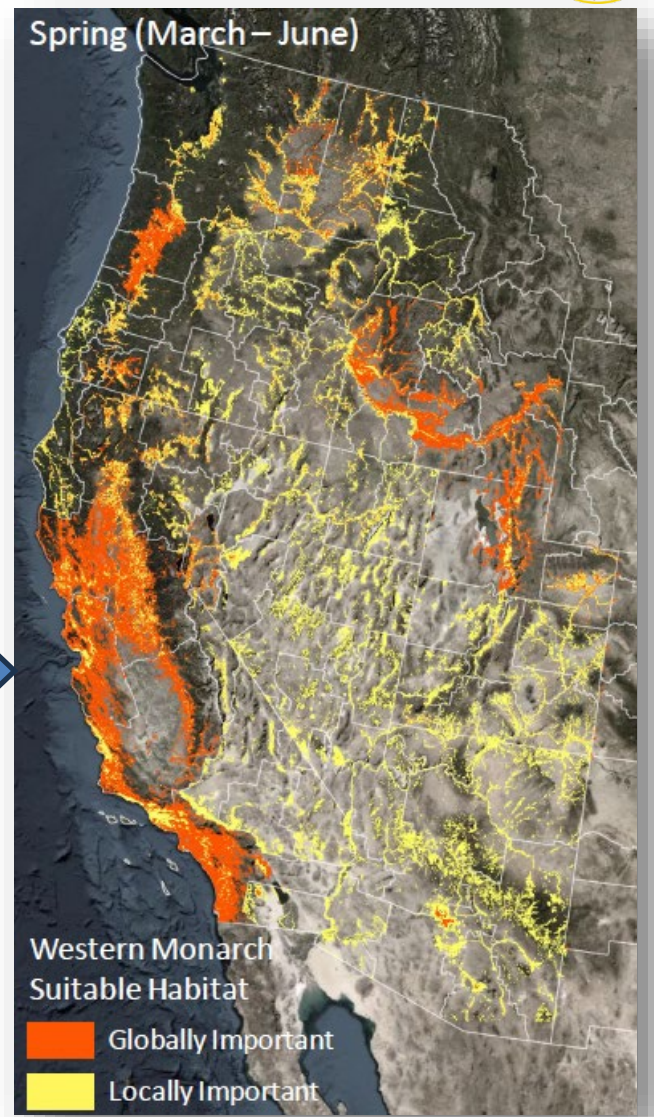 Spring (March – June)
Western Monarch
Suitable Habitat
Globally Important
Locally Important